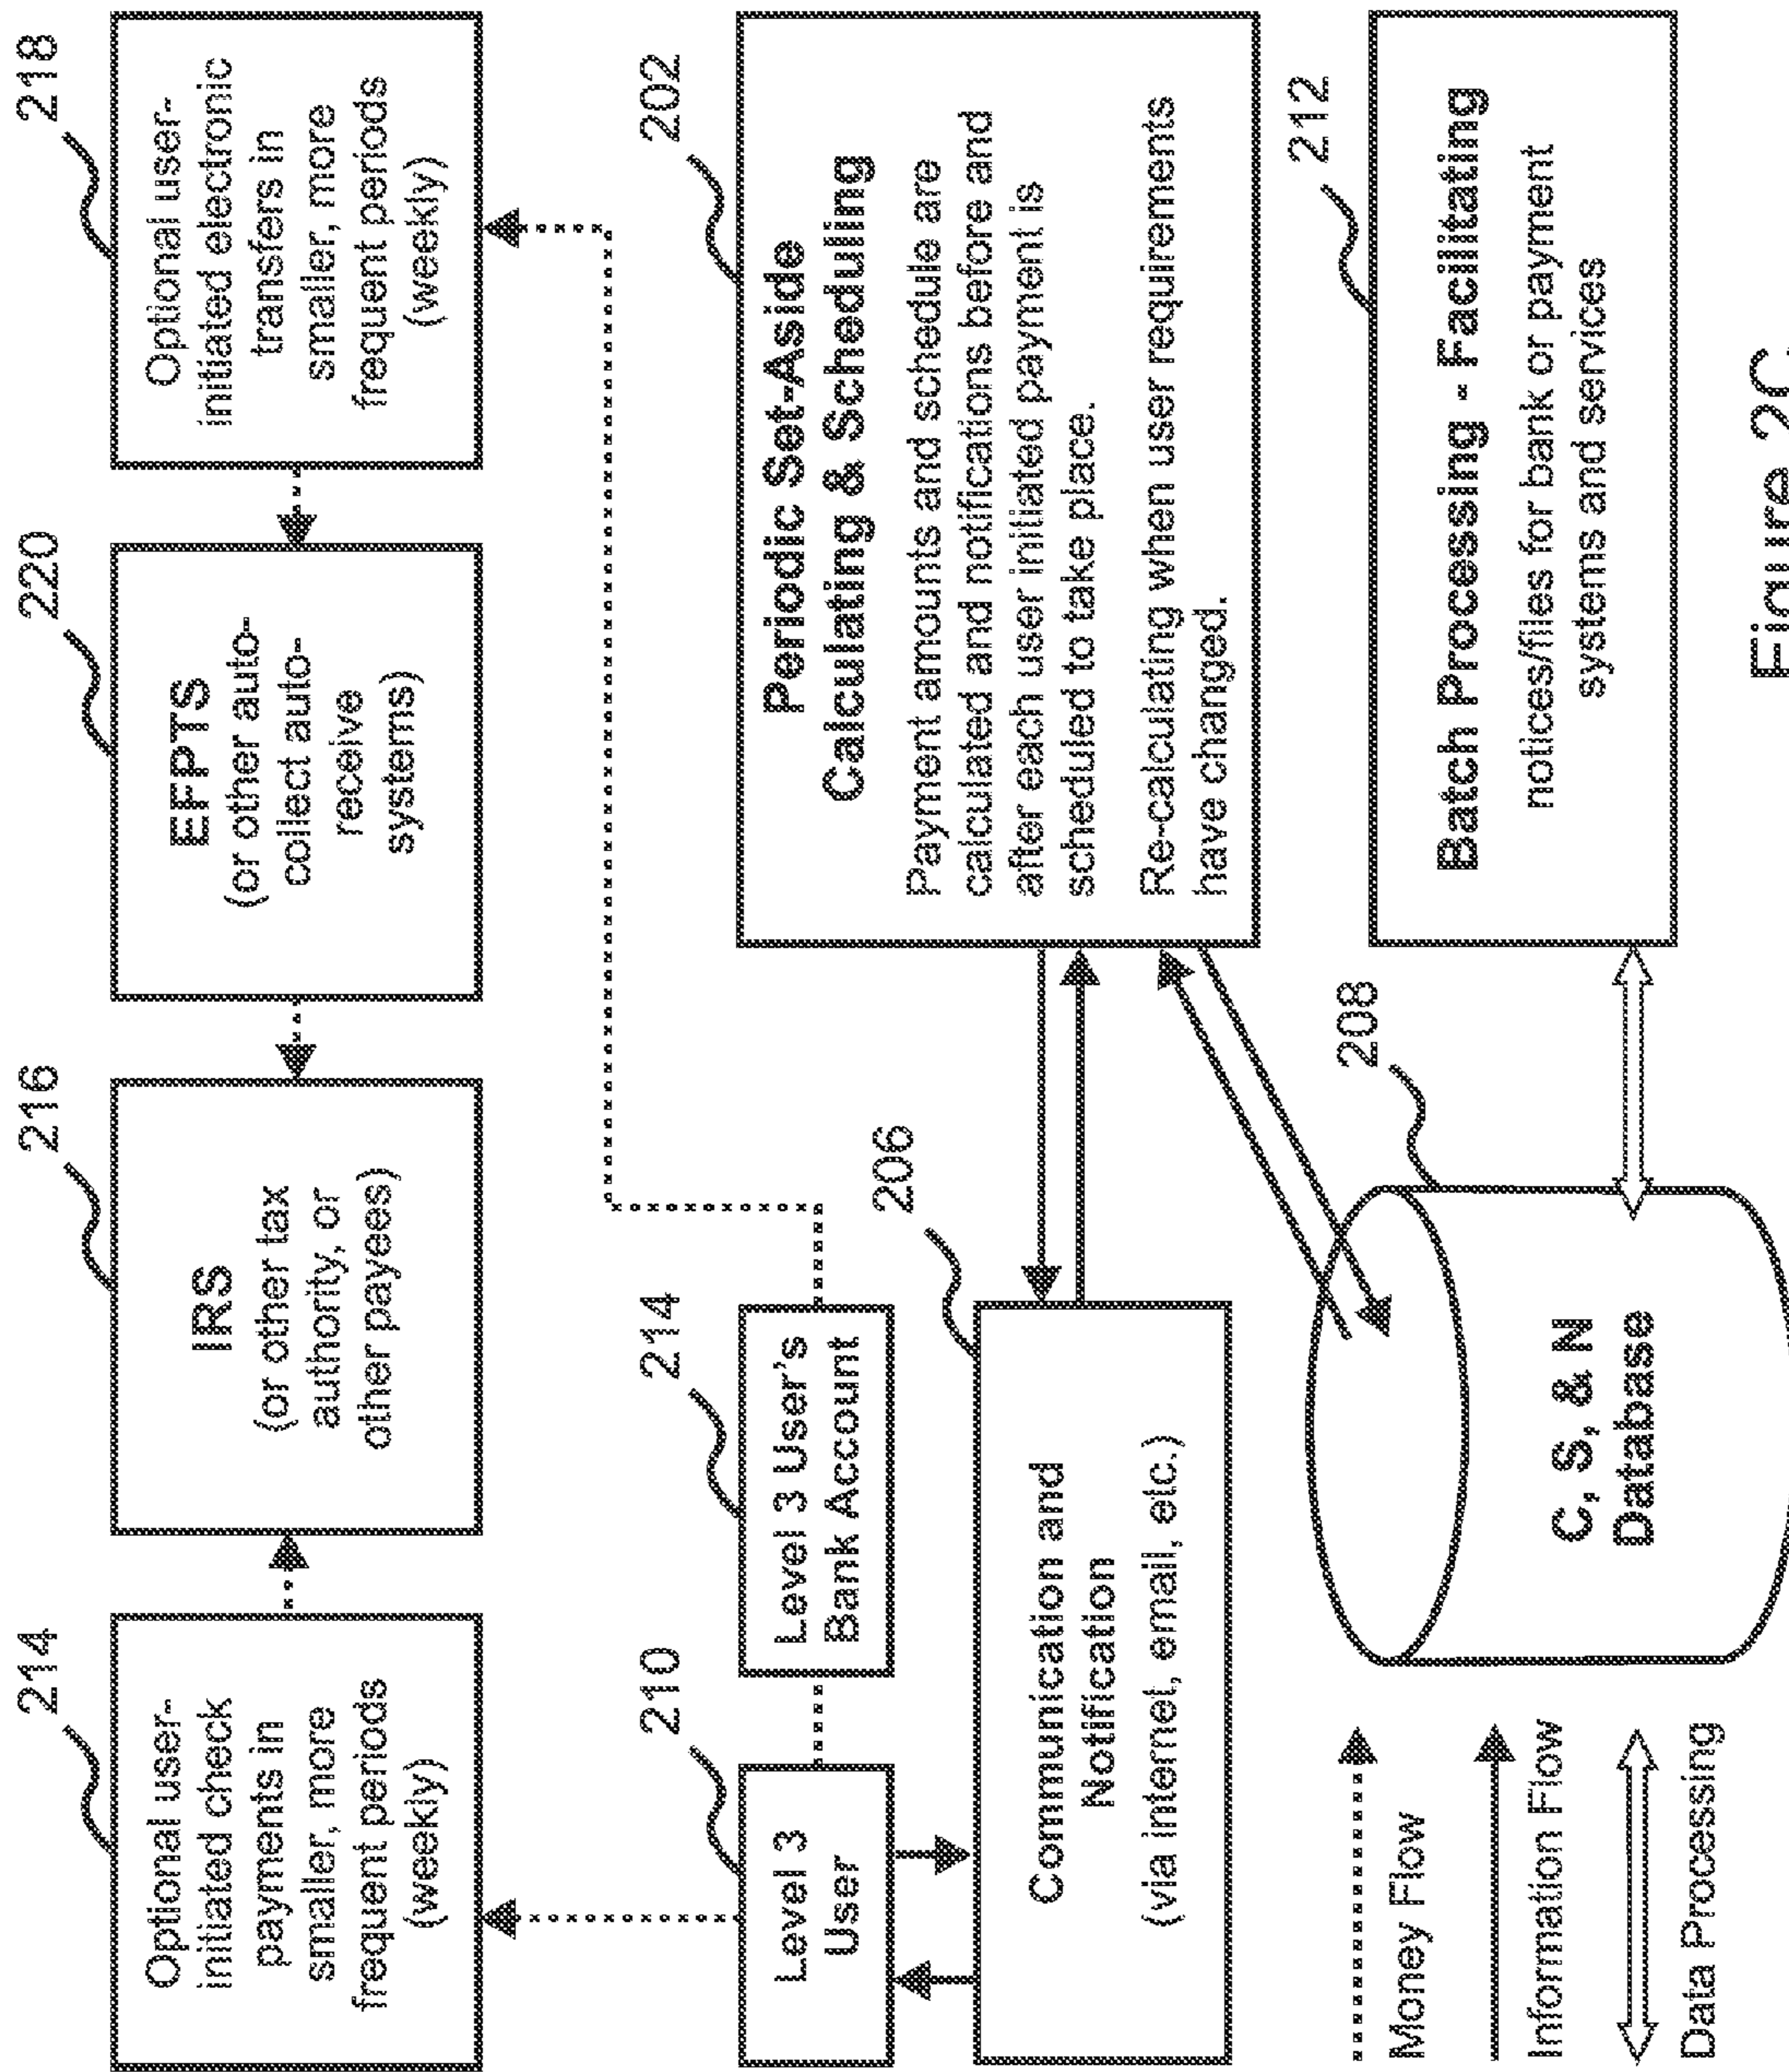 214
Optional user-
initiated check
payments in
smaller, more
frequent periods
(weekly)
216
IRS
(or other tax
authority, or
other payees)
220
EFPTS
(or other auto-
collect auto-
receive
systems)
218
Optional user-
initiated electronic
transfers in
smaller, more
frequent periods
(weekly)
210
Level 3
User
214
Level 3 User's
Bank Account
206
Communication and
Notification
(via internet, email, etc.)
202
Periodic Set-Aside
Calculating & Scheduling
Payment amounts and schedule are
calculated and notifications before and
after each user initiated payment is
scheduled to take place.
Re-calculating when user requirements
have changed.
208
C, S, & N
Database
212
Batch Processing - Facilitating
notices/files for bank or payment
systems and services
Money Flow
Information Flow
Data Processing
Figure 2C